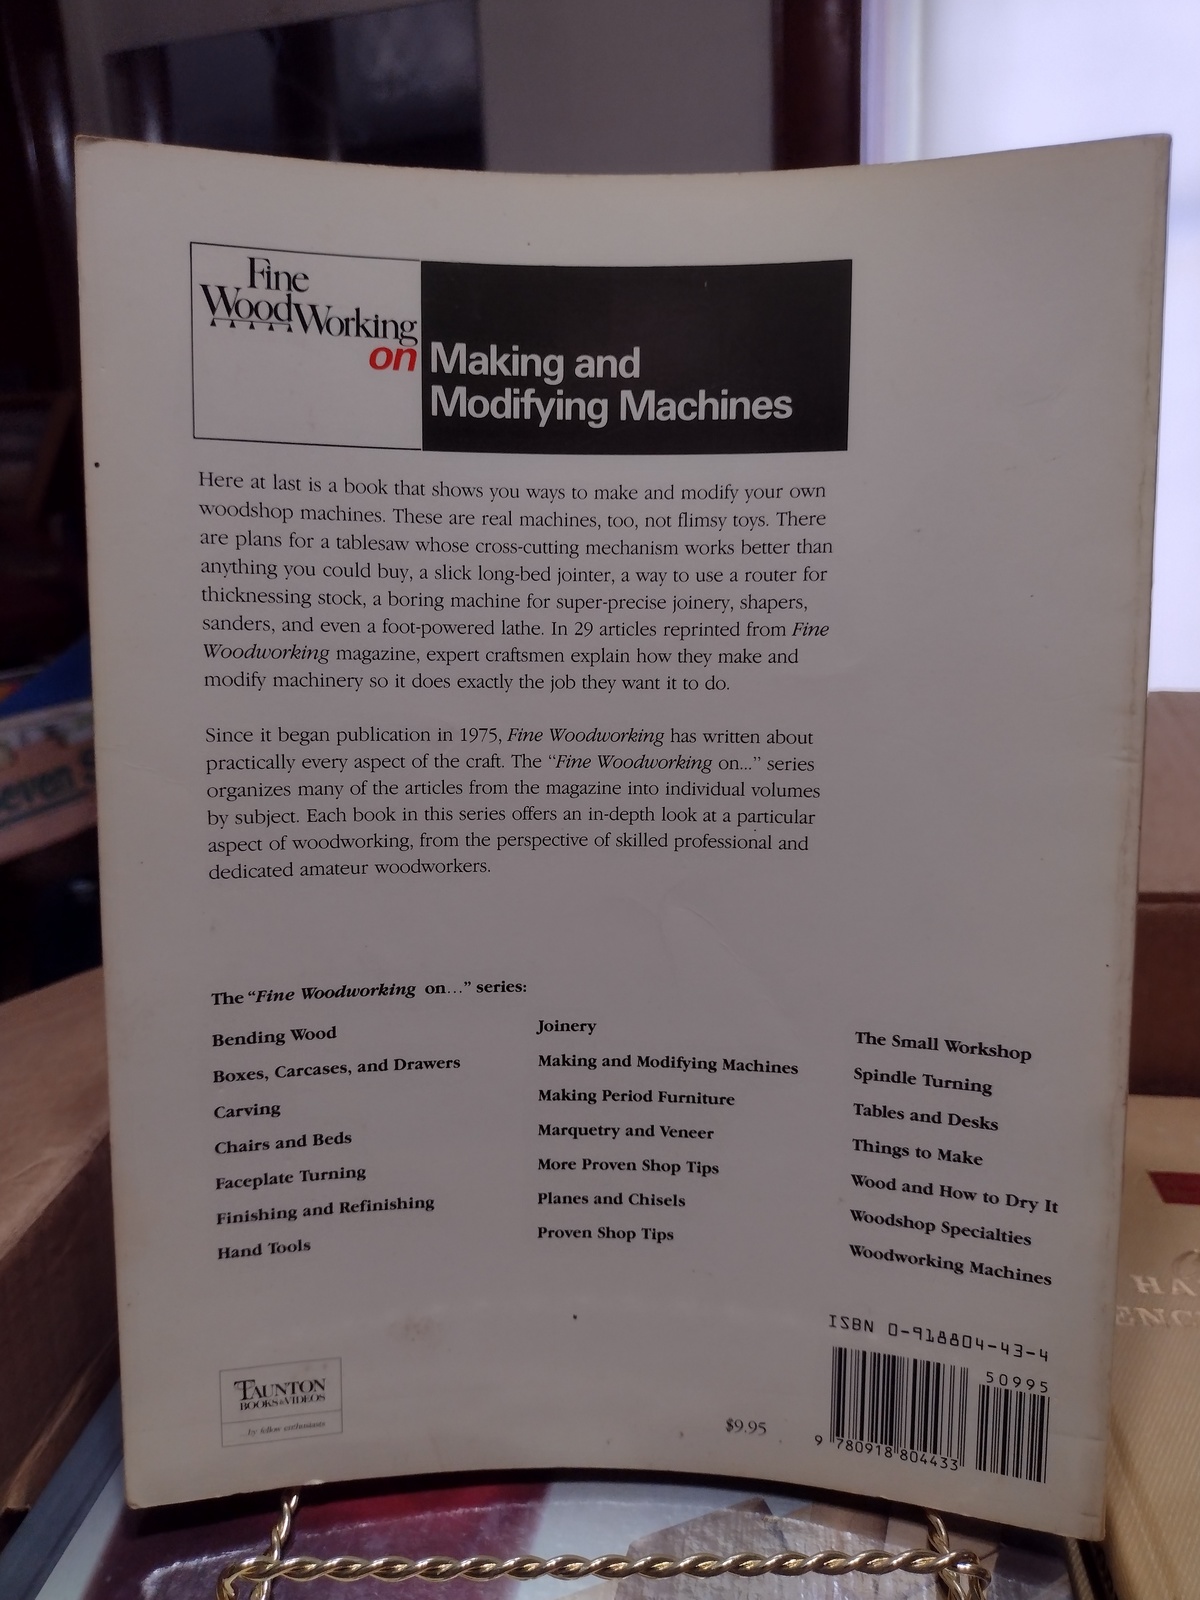 Fine
WoodWorking
on
Making and
Modifying Machines
Here at last is a book that shows you ways to make and modify your own
woodshop machines. These are real machines, too, not flimsy toys. There
are plans for a tablesaw whose cross-cutting mechanism works better than
anything you could buy, a slick long-bed jointer, a way to use a router for
thicknessing stock, a boring machine for super-precise joinery, shapers,
sanders, and even a foot-powered lathe. In 29 articles reprinted from Fine
Woodworking magazine, expert craftsmen explain how they make and
modify machinery so it does exactly the job they want it to do.
Since it began publication in 1975, Fine Woodworking has written about
practically every aspect of the craft. The “Fine Woodworking on...” series
organizes many of the articles from the magazine into individual volumes
by subject. Each book in this series offers an in-depth look at a particular
aspect of woodworking, from the perspective of skilled professional and
dedicated amateur woodworkers.
The “Fine Woodworking on...” series:
Bending Wood
Boxes, Carcases, and Drawers
Carving
Chairs and Beds
Faceplate Turning
Finishing and Refinishing
Hand Tools
Joinery
Making and Modifying Machines
Making Period Furniture
Marquetry and Veneer
More Proven Shop Tips
Planes and Chisels
Proven Shop Tips
The Small Workshop
Spindle Turning
Tables and Desks
Things to Make
Wood and How to Dry It
Woodshop Specialties
Woodworking Machines
TAUNTON
BOOKS & VIDEOS
...by fellow enthusiasts
$9.95
ISBN 0-918804-43-4
50995
9 780918 804433